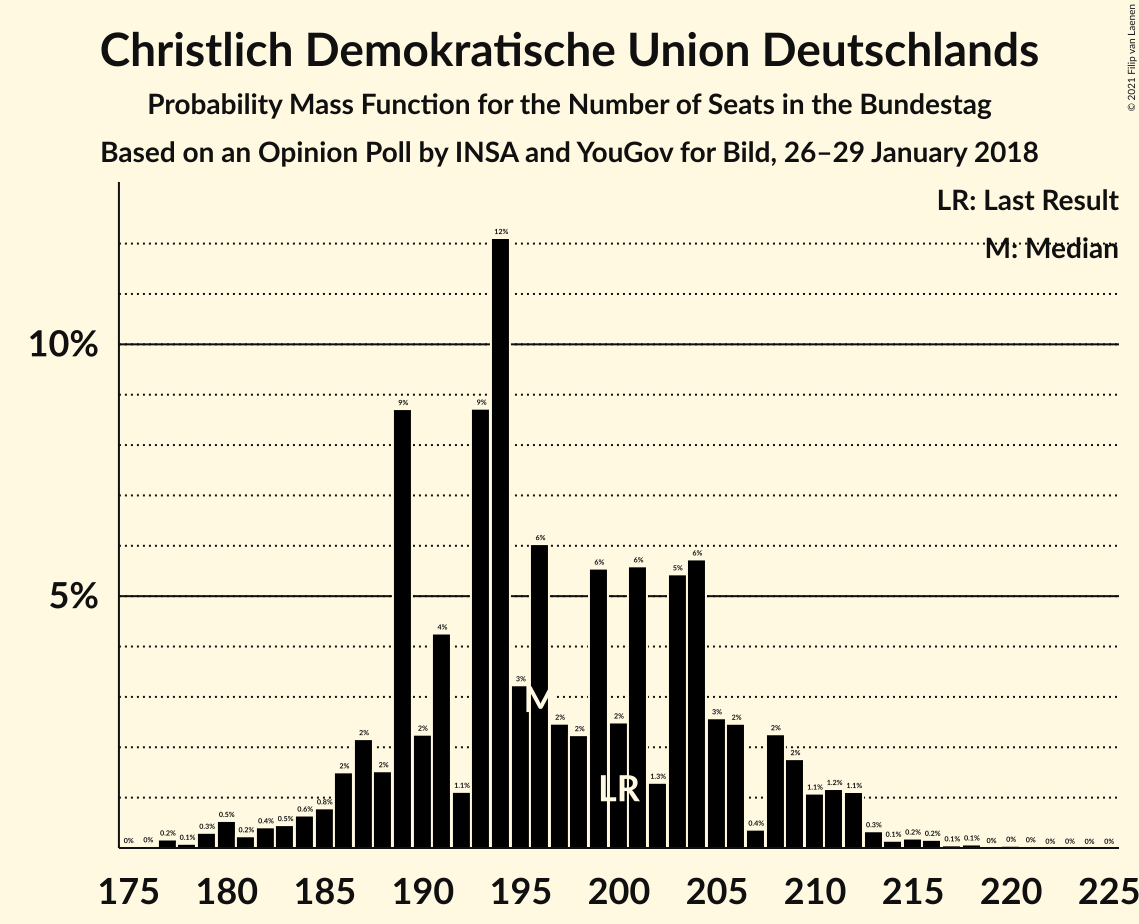 © 2021 Filip van Laenen
Christlich Demokratische Union Deutschlands
Probability Mass Function for the Number of Seats in the Bundestag
Based on an Opinion Poll by INSA and YouGov for Bild, 26–29 January 2018
LR: Last Result
M: Median
10%
5%
0% 0% 0.2% 0.1% 0.3% 0.5% 0.2% 0.4% 0.5% 0.6% 0.8% 2% 2% 2% 9% 2% 4% 1.1% 9% 12% 3% 6% 2% 2% 6% 2% 6% 1.3% 5% 6% 3% 2% 0.4% 2% 2% 1.1% 1.2% 1.1% 0.3% 0.1% 0.2% 0.2% 0.1% 0.1% 0% 0% 0% 0% 0% 0% 0%
M
LR
175 180 185 190 195 200 205 210 215 220 225